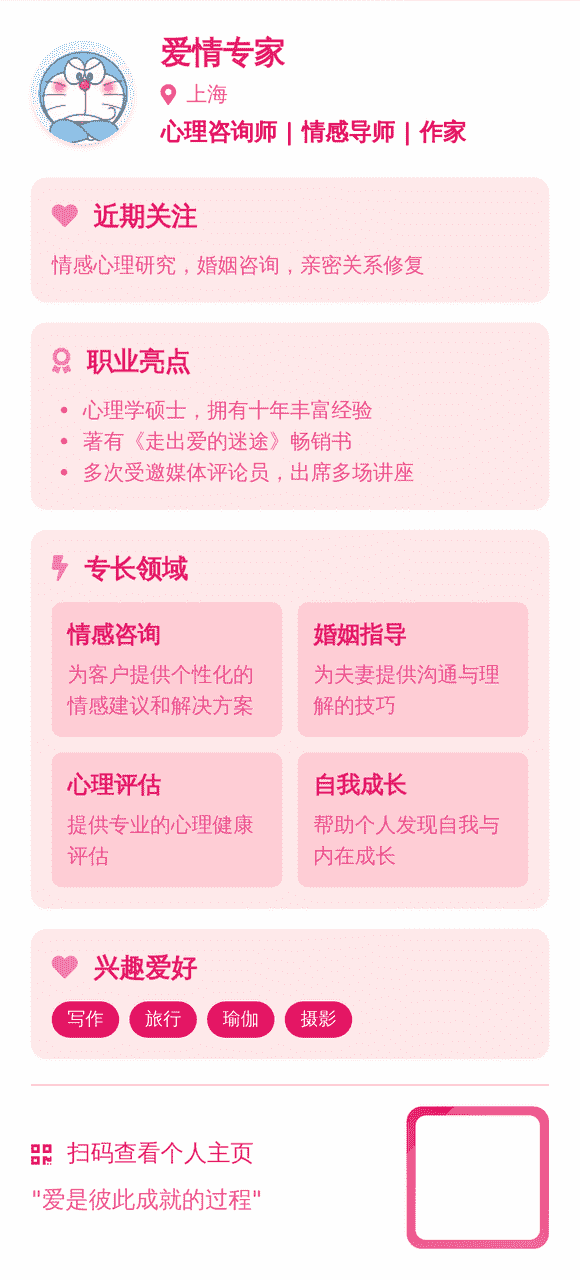 爱情专家
上海
心理咨询师 | 情感导师 | 作家
近期关注
情感心理研究，婚姻咨询，亲密关系修复
职业亮点
• 心理学硕士，拥有十年丰富经验
• 著有《走出爱的迷途》畅销书
• 多次受邀媒体评论员，出席多场讲座
专长领域
情感咨询
为客户提供个性化的
情感建议和解决方案
婚姻指导
为夫妻提供沟通与理
解的技巧
心理评估
提供专业的心理健康
评估
自我成长
帮助个人发现自我与
内在成长
兴趣爱好
写作
旅行
瑜伽
摄影
扫码查看个人主页
"爱是彼此成就的过程"